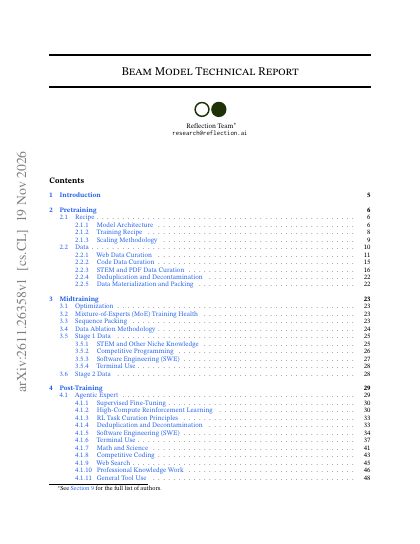 BEAM MODEL TECHNICAL REPORT
Reflection Team*
research@reflection.ai
arXiv:2611.26358v1 [cs.CL] 19 Nov 2026
Contents
1 Introduction 5
2 Pretraining 6
2.1 Recipe 6
2.1.1 Model Architecture 6
2.1.2 Training Recipe 8
2.1.3 Scaling Methodology 9
2.2 Data 10
2.2.1 Web Data Curation 11
2.2.2 Code Data Curation 15
2.2.3 STEM and PDF Data Curation 16
2.2.4 Deduplication and Decontamination 22
2.2.5 Data Materialization and Packing 22
3 Midtraining 23
3.1 Optimization 23
3.2 Mixture-of-Experts (MoE) Training Health 23
3.3 Sequence Packing 23
3.4 Data Ablation Methodology 24
3.5 Stage 1 Data 25
3.5.1 STEM and Other Niche Knowledge 25
3.5.2 Competitive Programming 26
3.5.3 Software Engineering (SWE) 27
3.5.4 Terminal Use 28
3.6 Stage 2 Data 28
4 Post-Training 29
4.1 Agentic Expert 29
4.1.1 Supervised Fine-Tuning 30
4.1.2 High-Compute Reinforcement Learning 30
4.1.3 RL Task Curation Principles 33
4.1.4 Deduplication and Decontamination 33
4.1.5 Software Engineering (SWE) 34
4.1.6 Terminal Use 37
4.1.7 Math and Science 41
4.1.8 Competitive Coding 43
4.1.9 Web Search 45
4.1.10 Professional Knowledge Work 46
4.1.11 General Tool Use 48
*See Section 9 for the full list of authors.